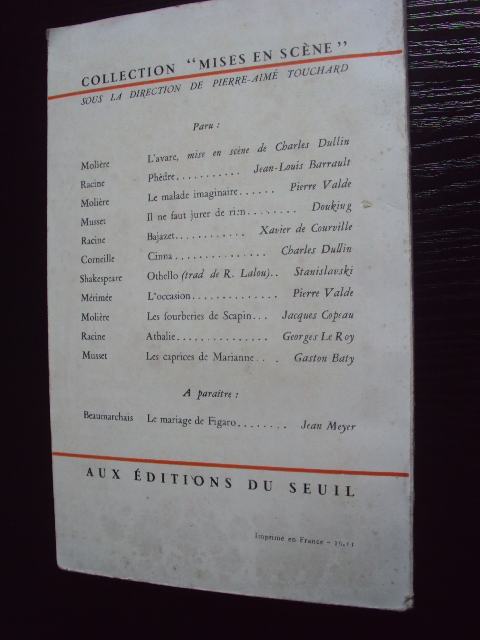 COLLECTION "MISES EN SCÈNE"
SOUS LA DIRECTION DE PIERRE-AIMÉ TOUCHARD
Paru :
Molière L'avare, mise en scène de Charles Dullin
Racine Phèdre........... Jean-Louis Barrault
Molière Le malade imaginaire...... Pierre Valde
Musset Il ne faut jurer de rien........ Douking
Racine Bajazet............ Xavier de Courville
Corneille Cinna............... Charles Dullin
Shakespeare Othello (trad de R. Lalou).. Stanislavski
Mérimée L'occasion.............. Pierre Valde
Molière Les fourberies de Scapin... Jacques Copeau
Racine Athalie............... Georges Le Roy
Musset Les caprices de Marianne... Gaston Baty
A paraître :
Beaumarchais Le mariage de Figaro........ Jean Meyer
AUX ÉDITIONS DU SEUIL
Imprimé en France -